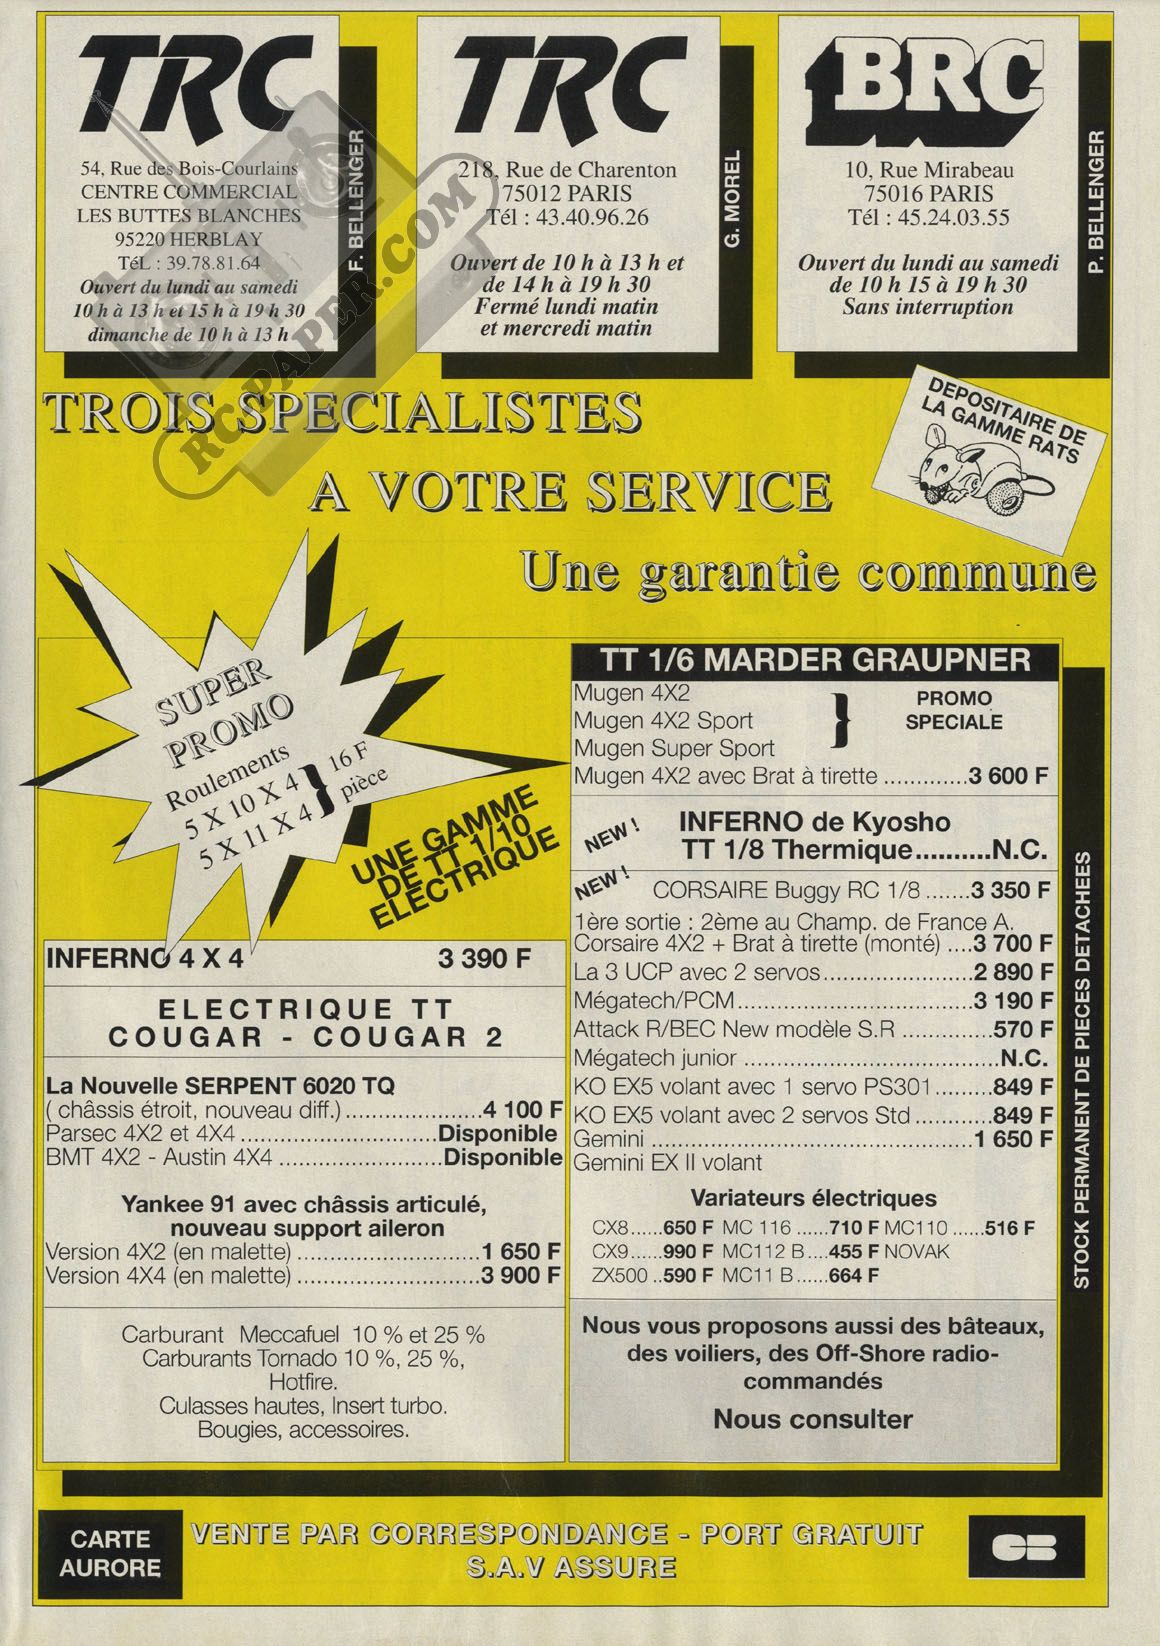 TRC
54, Rue des Bois-Courlains
CENTRE COMMERCIAL
LES BUTTES BLANCHES
95220 HERBLAY
TéL : 39.78.81.64
Ouvert du lundi au samedi
10 h à 13 h et 15 h à 19 h 30
dimanche de 10 h à 13 h
F. BELLENGER
TRC
218, Rue de Charenton
75012 PARIS
Tél : 43.40.96.26
Ouvert de 10 h à 13 h et
de 14 h à 19 h 30
Fermé lundi matin
et mercredi matin
G. MOREL
BRC
10, Rue Mirabeau
75016 PARIS
Tél : 45.24.03.55
Ouvert du lundi au samedi
de 10 h 15 à 19 h 30
Sans interruption
P. BELLENGER
RC-PAPER.COM
TROIS SPECIALISTES
A VOTRE SERVICE
Une garantie commune
DEPOSITAIRE DE
LA GAMME RATS
SUPER
PROMO
Roulements
5 X 10 X 4
5 X 11 X 4
} 16 F
pièce
UNE GAMME
DE TT 1/10
ELECTRIQUE
INFERNO 4 X 4 3 390 F
ELECTRIQUE TT
COUGAR - COUGAR 2
La Nouvelle SERPENT 6020 TQ
( châssis étroit, nouveau diff.)......................4 100 F
Parsec 4X2 et 4X4 .............................Disponible
BMT 4X2 - Austin 4X4 ........................Disponible
Yankee 91 avec châssis articulé,
nouveau support aileron
Version 4X2 (en malette) ...........................1 650 F
Version 4X4 (en malette) ...........................3 900 F
Carburant Meccafuel 10 % et 25 %
Carburants Tornado 10 %, 25 %,
Hotfire.
Culasses hautes, Insert turbo.
Bougies, accessoires.
TT 1/6 MARDER GRAUPNER
Mugen 4X2
Mugen 4X2 Sport
Mugen Super Sport
} PROMO
SPECIALE
Mugen 4X2 avec Brat à tirette .............3 600 F
NEW !
INFERNO de Kyosho
TT 1/8 Thermique..........N.C.
NEW !
CORSAIRE Buggy RC 1/8 .......3 350 F
1ère sortie : 2ème au Champ. de France A.
Corsaire 4X2 + Brat à tirette (monté) ....3 700 F
La 3 UCP avec 2 servos.......................2 890 F
Mégatech/PCM....................................3 190 F
Attack R/BEC New modèle S.R ..............570 F
Mégatech junior .......................................N.C.
KO EX5 volant avec 1 servo PS301..........849 F
KO EX5 volant avec 2 servos Std .............849 F
Gemini ................................................1 650 F
Gemini EX II volant
Variateurs électriques
CX8......650 F MC 116 ......710 F MC110 ......516 F
CX9......990 F MC112 B....455 F NOVAK
ZX500 ..590 F MC11 B......664 F
Nous vous proposons aussi des bâteaux,
des voiliers, des Off-Shore radio-
commandés
Nous consulter
STOCK PERMANENT DE PIECES DETACHEES
CARTE
AURORE
VENTE PAR CORRESPONDANCE - PORT GRATUIT
S.A.V ASSURE
CB